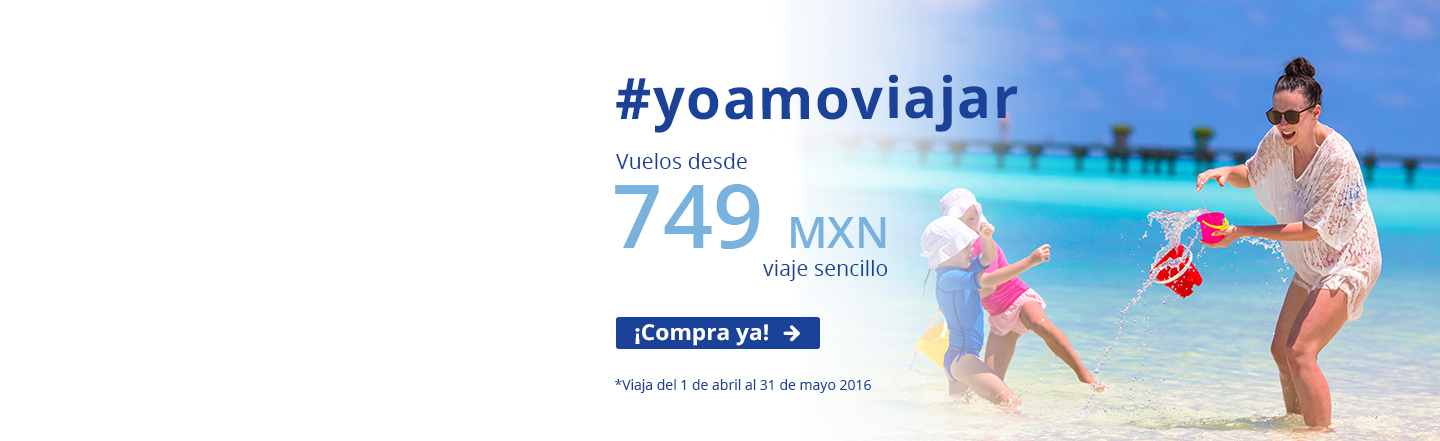 #yoamoviajar
Vuelos desde
749 MXN
viaje sencillo
¡Compra ya! →
*Viaja del 1 de abril al 31 de mayo 2016